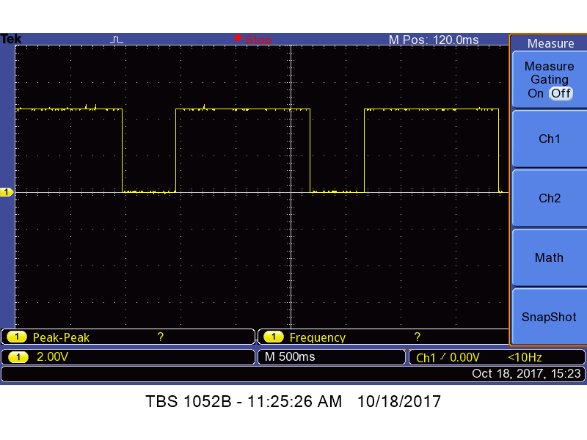 Tek Stop M Pos: 120.0ms Measure
Measure
Gating
On Off
Ch1
1
Ch2
Math
SnapShot
1 Peak-Peak ? 1 Frequency ?
1 2.00V M 500ms Ch1 / 0.00V <10Hz
Oct 18, 2017, 15:23
TBS 1052B - 11:25:26 AM 10/18/2017